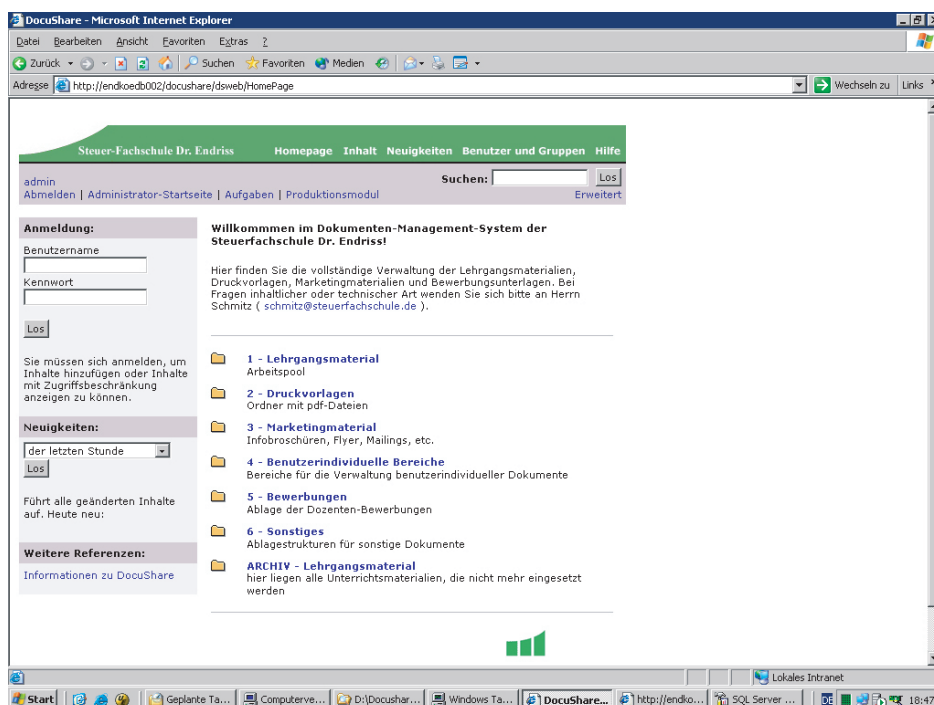 DocuShare - Microsoft Internet Explorer
Datei Bearbeiten Ansicht Favoriten Extras ?
Zurück Suchen Favoriten Medien
Adresse http://endkoedb002/docushare/dsweb/HomePage Wechseln zu Links
Steuer-Fachschule Dr. Endriss Homepage Inhalt Neuigkeiten Benutzer und Gruppen Hilfe
admin
Suchen: Los
Abmelden | Administrator-Startseite | Aufgaben | Produktionsmodul Erweitert
Anmeldung:
Benutzername
Kennwort
Los
Sie müssen sich anmelden, um
Inhalte hinzufügen oder Inhalte
mit Zugriffsbeschränkung
anzeigen zu können.
Neuigkeiten:
der letzten Stunde
Los
Führt alle geänderten Inhalte
auf. Heute neu:
Weitere Referenzen:
Informationen zu DocuShare
Willkommmen im Dokumenten-Management-System der
Steuerfachschule Dr. Endriss!
Hier finden Sie die vollständige Verwaltung der Lehrgangsmaterialien,
Druckvorlagen, Marketingmaterialien und Bewerbungsunterlagen. Bei
Fragen inhaltlicher oder technischer Art wenden Sie sich bitte an Herrn
Schmitz ( schmitz@steuerfachschule.de ).
1 - Lehrgangsmaterial
Arbeitspool
2 - Druckvorlagen
Ordner mit pdf-Dateien
3 - Marketingmaterial
Infobroschüren, Flyer, Mailings, etc.
4 - Benutzerindividuelle Bereiche
Bereiche für die Verwaltung benutzerindividueller Dokumente
5 - Bewerbungen
Ablage der Dozenten-Bewerbungen
6 - Sonstiges
Ablagestrukturen für sonstige Dokumente
ARCHIV - Lehrgangsmaterial
hier liegen alle Unterrichtsmaterialien, die nicht mehr eingesetzt
werden
Lokales Intranet
Start Geplante Ta... Computerve... D:\Docushar... Windows Ta... DocuShare... http://endko... SQL Server ... DE 18:47